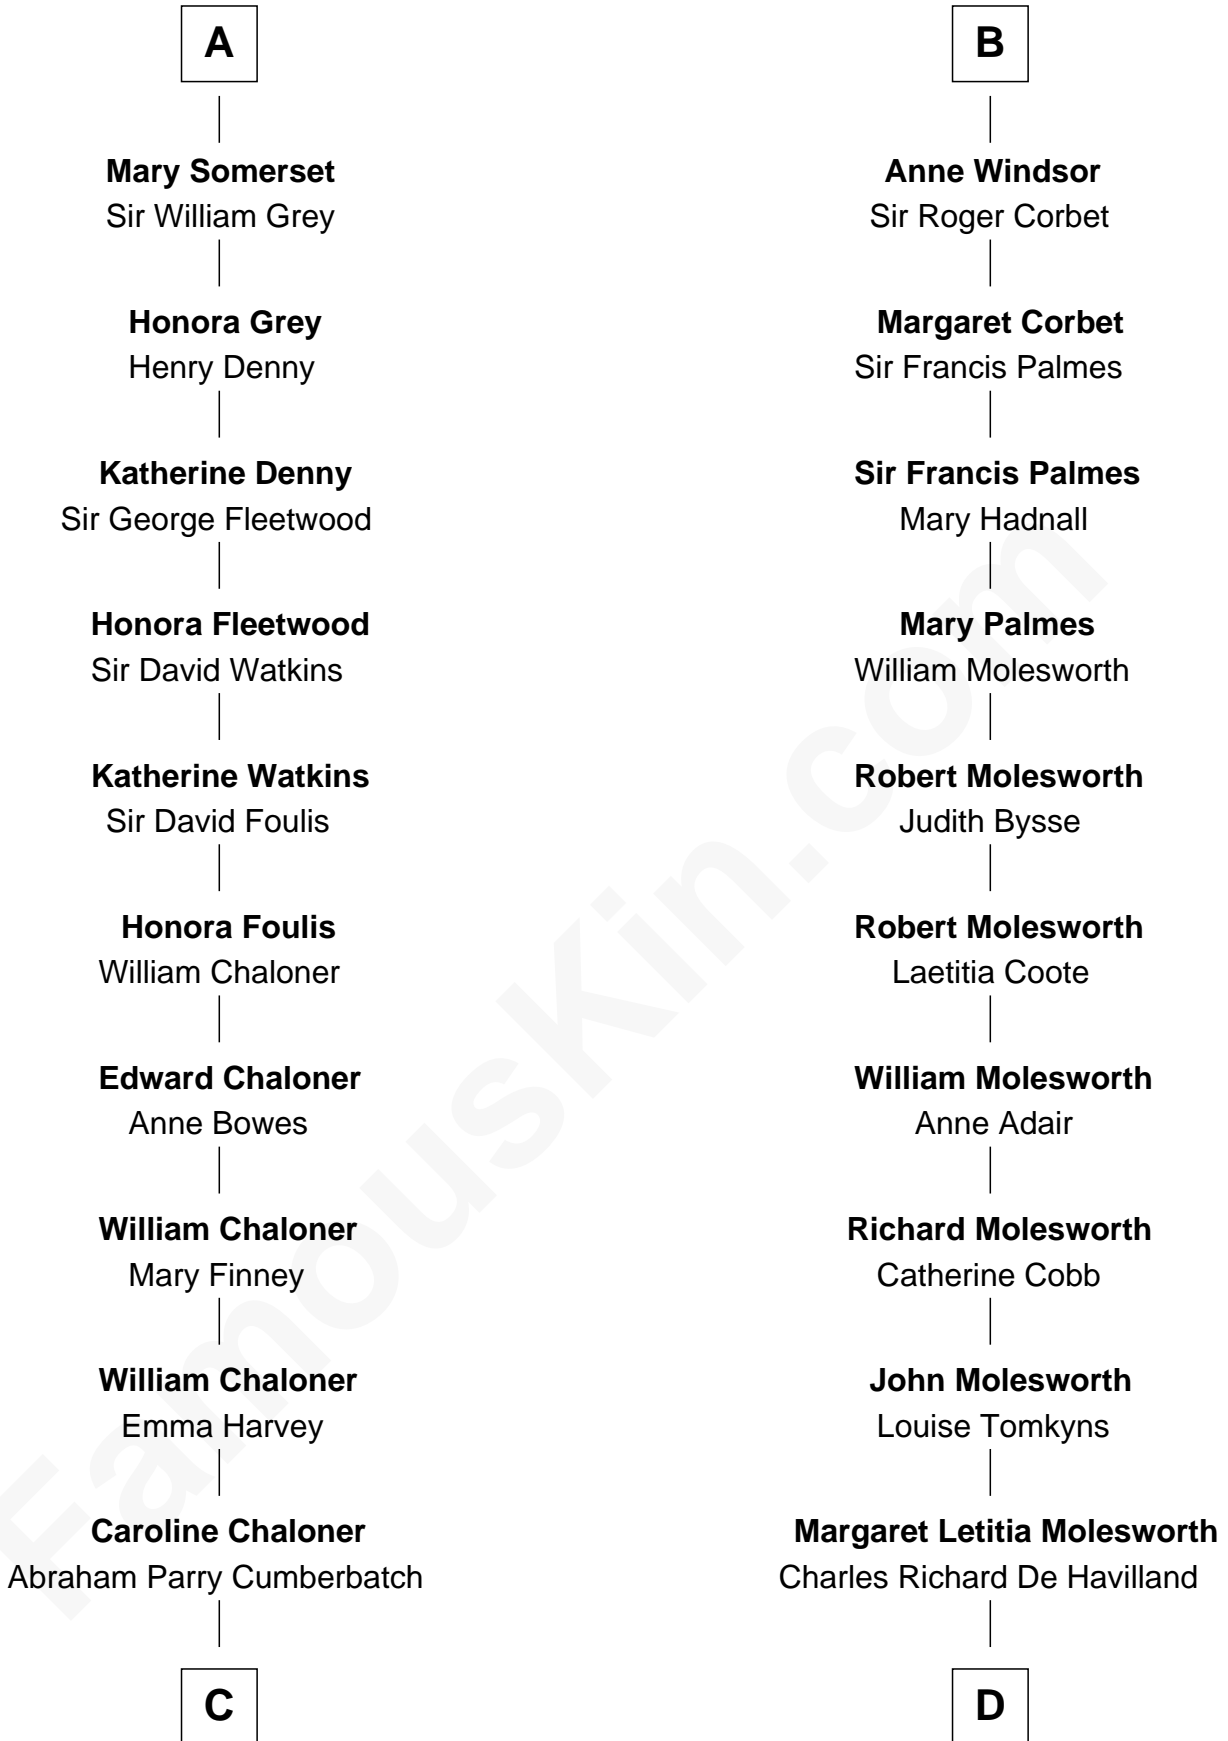 A
Mary Somerset
Sir William Grey
Honora Grey
Henry Denny
Katherine Denny
Sir George Fleetwood
Honora Fleetwood
Sir David Watkins
Katherine Watkins
Sir David Foulis
Honora Foulis
William Chaloner
Edward Chaloner
Anne Bowes
William Chaloner
Mary Finney
William Chaloner
Emma Harvey
Caroline Chaloner
Abraham Parry Cumberbatch
C
B
Anne Windsor
Sir Roger Corbet
Margaret Corbet
Sir Francis Palmes
Sir Francis Palmes
Mary Hadnall
Mary Palmes
William Molesworth
Robert Molesworth
Judith Bysse
Robert Molesworth
Laetitia Coote
William Molesworth
Anne Adair
Richard Molesworth
Catherine Cobb
John Molesworth
Louise Tomkyns
Margaret Letitia Molesworth
Charles Richard De Havilland
D
FamousKin.com